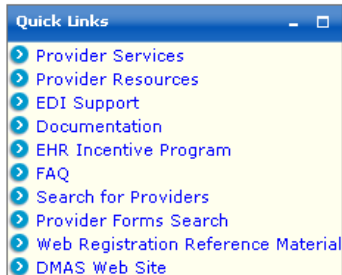 Quick Links
Provider Services
Provider Resources
EDI Support
Documentation
EHR Incentive Program
FAQ
Search for Providers
Provider Forms Search
Web Registration Reference Material
DMAS Web Site